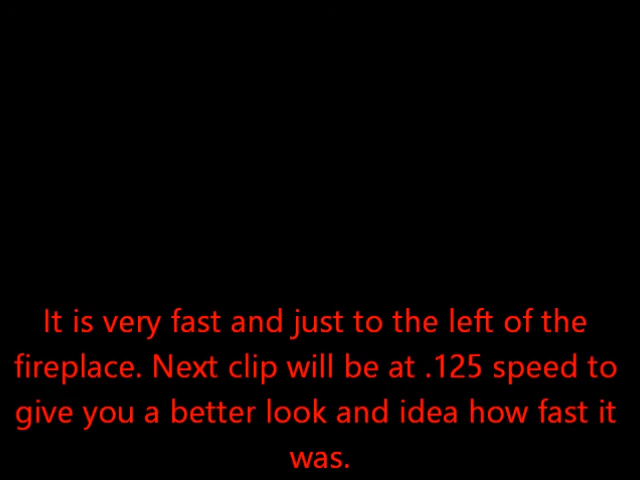 It is very fast and just to the left of the
fireplace. Next clip will be at .125 speed to
give you a better look and idea how fast it
was.